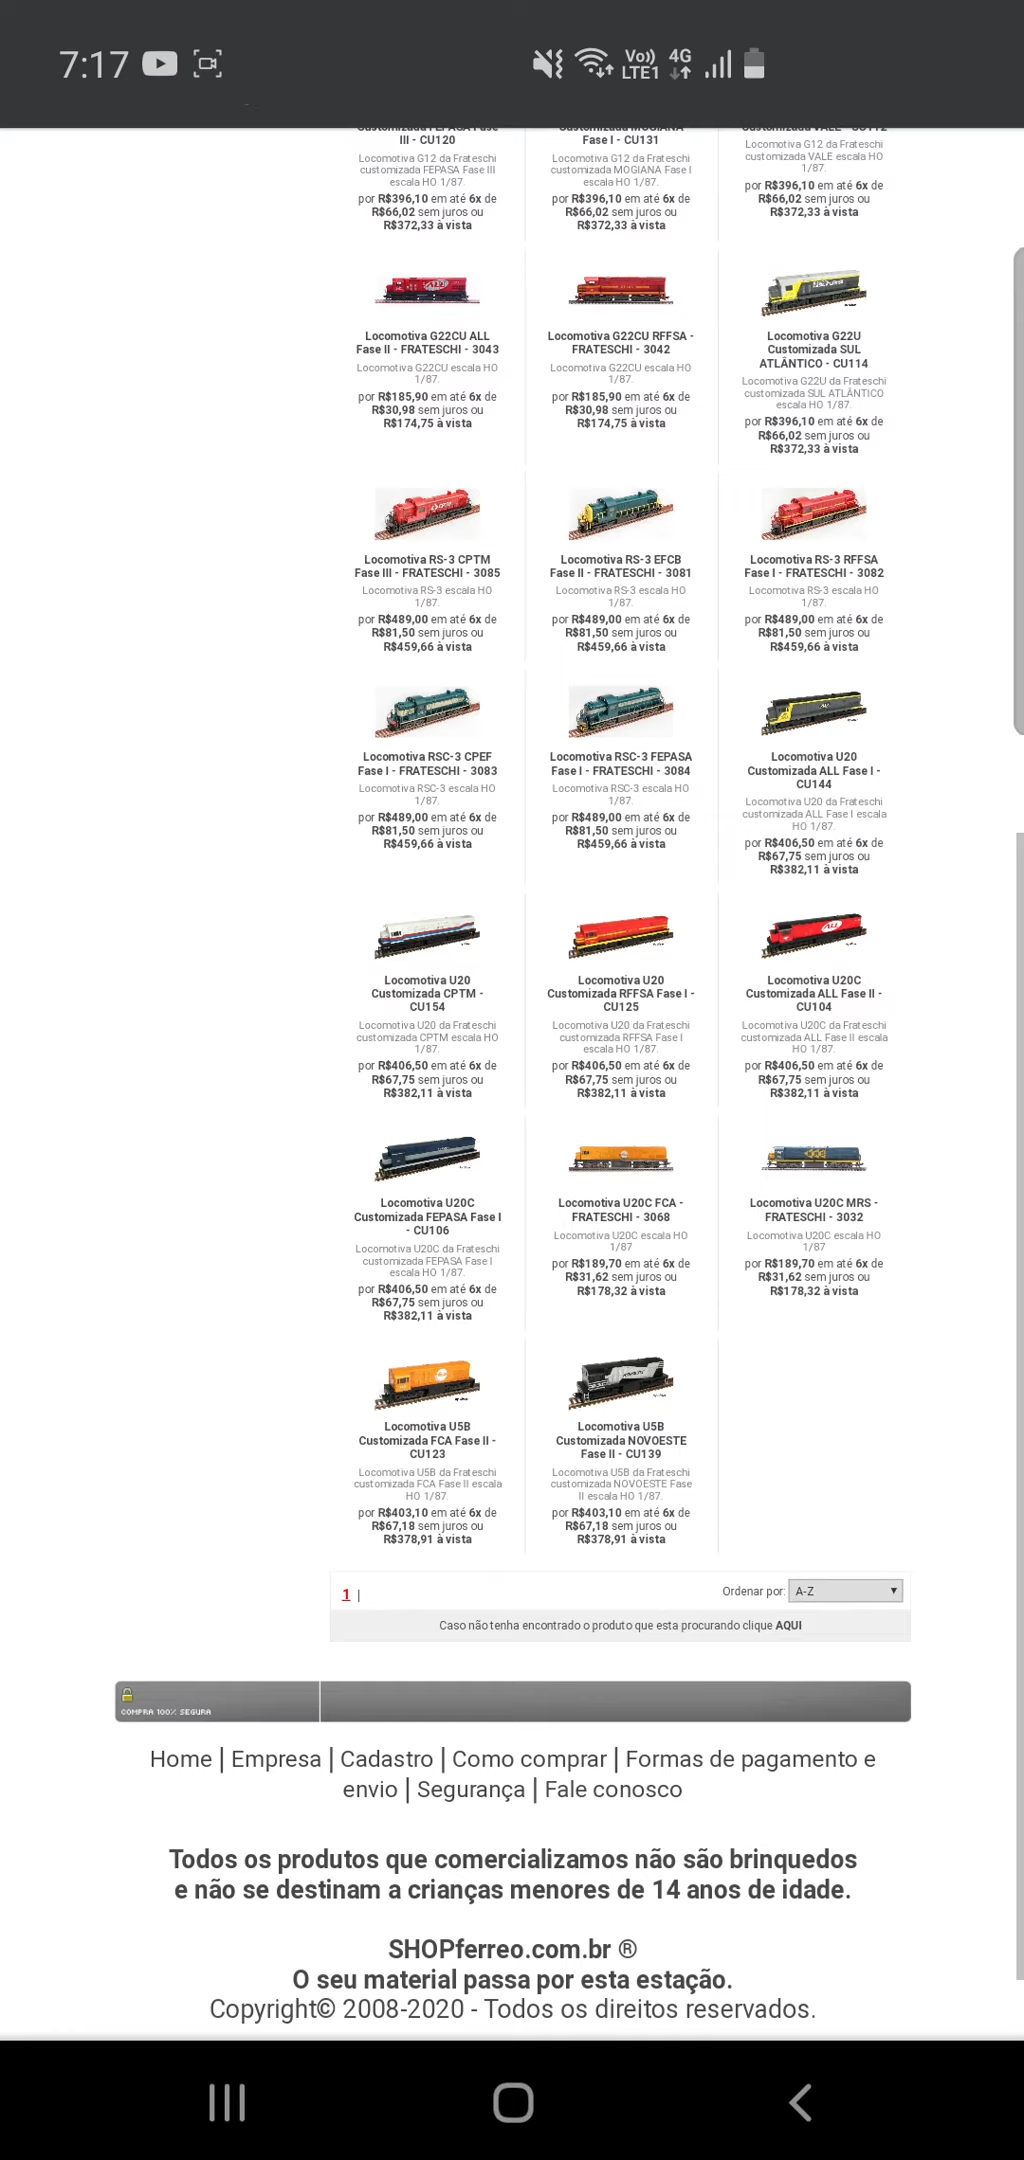 7:17
Vo)) 4G
LTE1
III - CU120
Locomotiva G12 da Frateschi
customizada FEPASA Fase III
escala HO 1/87.
por R$396,10 em até 6x de
R$66,02 sem juros ou
R$372,33 à vista
Fase I - CU131
Locomotiva G12 da Frateschi
customizada MOGIANA Fase I
escala HO 1/87.
por R$396,10 em até 6x de
R$66,02 sem juros ou
R$372,33 à vista
Locomotiva G12 da Frateschi
customizada VALE escala HO
1/87.
por R$396,10 em até 6x de
R$66,02 sem juros ou
R$372,33 à vista
Locomotiva G22CU ALL
Fase II - FRATESCHI - 3043
Locomotiva G22CU escala HO
1/87.
por R$185,90 em até 6x de
R$30,98 sem juros ou
R$174,75 à vista
Locomotiva G22CU RFFSA -
FRATESCHI - 3042
Locomotiva G22CU escala HO
1/87.
por R$185,90 em até 6x de
R$30,98 sem juros ou
R$174,75 à vista
Locomotiva G22U
Customizada SUL
ATLÂNTICO - CU114
Locomotiva G22U da Frateschi
customizada SUL ATLÂNTICO
escala HO 1/87.
por R$396,10 em até 6x de
R$66,02 sem juros ou
R$372,33 à vista
Locomotiva RS-3 CPTM
Fase III - FRATESCHI - 3085
Locomotiva RS-3 escala HO
1/87.
por R$489,00 em até 6x de
R$81,50 sem juros ou
R$459,66 à vista
Locomotiva RS-3 EFCB
Fase II - FRATESCHI - 3081
Locomotiva RS-3 escala HO
1/87.
por R$489,00 em até 6x de
R$81,50 sem juros ou
R$459,66 à vista
Locomotiva RS-3 RFFSA
Fase I - FRATESCHI - 3082
Locomotiva RS-3 escala HO
1/87.
por R$489,00 em até 6x de
R$81,50 sem juros ou
R$459,66 à vista
Locomotiva RSC-3 CPEF
Fase I - FRATESCHI - 3083
Locomotiva RSC-3 escala HO
1/87.
por R$489,00 em até 6x de
R$81,50 sem juros ou
R$459,66 à vista
Locomotiva RSC-3 FEPASA
Fase I - FRATESCHI - 3084
Locomotiva RSC-3 escala HO
1/87.
por R$489,00 em até 6x de
R$81,50 sem juros ou
R$459,66 à vista
Locomotiva U20
Customizada ALL Fase I -
CU144
Locomotiva U20 da Frateschi
customizada ALL Fase I escala
HO 1/87.
por R$406,50 em até 6x de
R$67,75 sem juros ou
R$382,11 à vista
Locomotiva U20
Customizada CPTM -
CU154
Locomotiva U20 da Frateschi
customizada CPTM escala HO
1/87.
por R$406,50 em até 6x de
R$67,75 sem juros ou
R$382,11 à vista
Locomotiva U20
Customizada RFFSA Fase I -
CU125
Locomotiva U20 da Frateschi
customizada RFFSA Fase I
escala HO 1/87.
por R$406,50 em até 6x de
R$67,75 sem juros ou
R$382,11 à vista
ALL
Locomotiva U20C
Customizada ALL Fase II -
CU104
Locomotiva U20C da Frateschi
customizada ALL Fase II escala
HO 1/87.
por R$406,50 em até 6x de
R$67,75 sem juros ou
R$382,11 à vista
Locomotiva U20C
Customizada FEPASA Fase I
- CU106
Locomotiva U20C da Frateschi
customizada FEPASA Fase I
escala HO 1/87.
por R$406,50 em até 6x de
R$67,75 sem juros ou
R$382,11 à vista
Locomotiva U20C FCA -
FRATESCHI - 3068
Locomotiva U20C escala HO
1/87
por R$189,70 em até 6x de
R$31,62 sem juros ou
R$178,32 à vista
Locomotiva U20C MRS -
FRATESCHI - 3032
Locomotiva U20C escala HO
1/87
por R$189,70 em até 6x de
R$31,62 sem juros ou
R$178,32 à vista
Locomotiva U5B
Customizada FCA Fase II -
CU123
Locomotiva U5B da Frateschi
customizada FCA Fase II escala
HO 1/87.
por R$403,10 em até 6x de
R$67,18 sem juros ou
R$378,91 à vista
Locomotiva U5B
Customizada NOVOESTE
Fase II - CU139
Locomotiva U5B da Frateschi
customizada NOVOESTE Fase
II escala HO 1/87.
por R$403,10 em até 6x de
R$67,18 sem juros ou
R$378,91 à vista
1 |
Ordenar por: A-Z
Caso não tenha encontrado o produto que esta procurando clique AQUI
COMPRA 100% SEGURA
Home | Empresa | Cadastro | Como comprar | Formas de pagamento e
envio | Segurança | Fale conosco
Todos os produtos que comercializamos não são brinquedos
e não se destinam a crianças menores de 14 anos de idade.
SHOPferreo.com.br ®
O seu material passa por esta estação.
Copyright© 2008-2020 - Todos os direitos reservados.